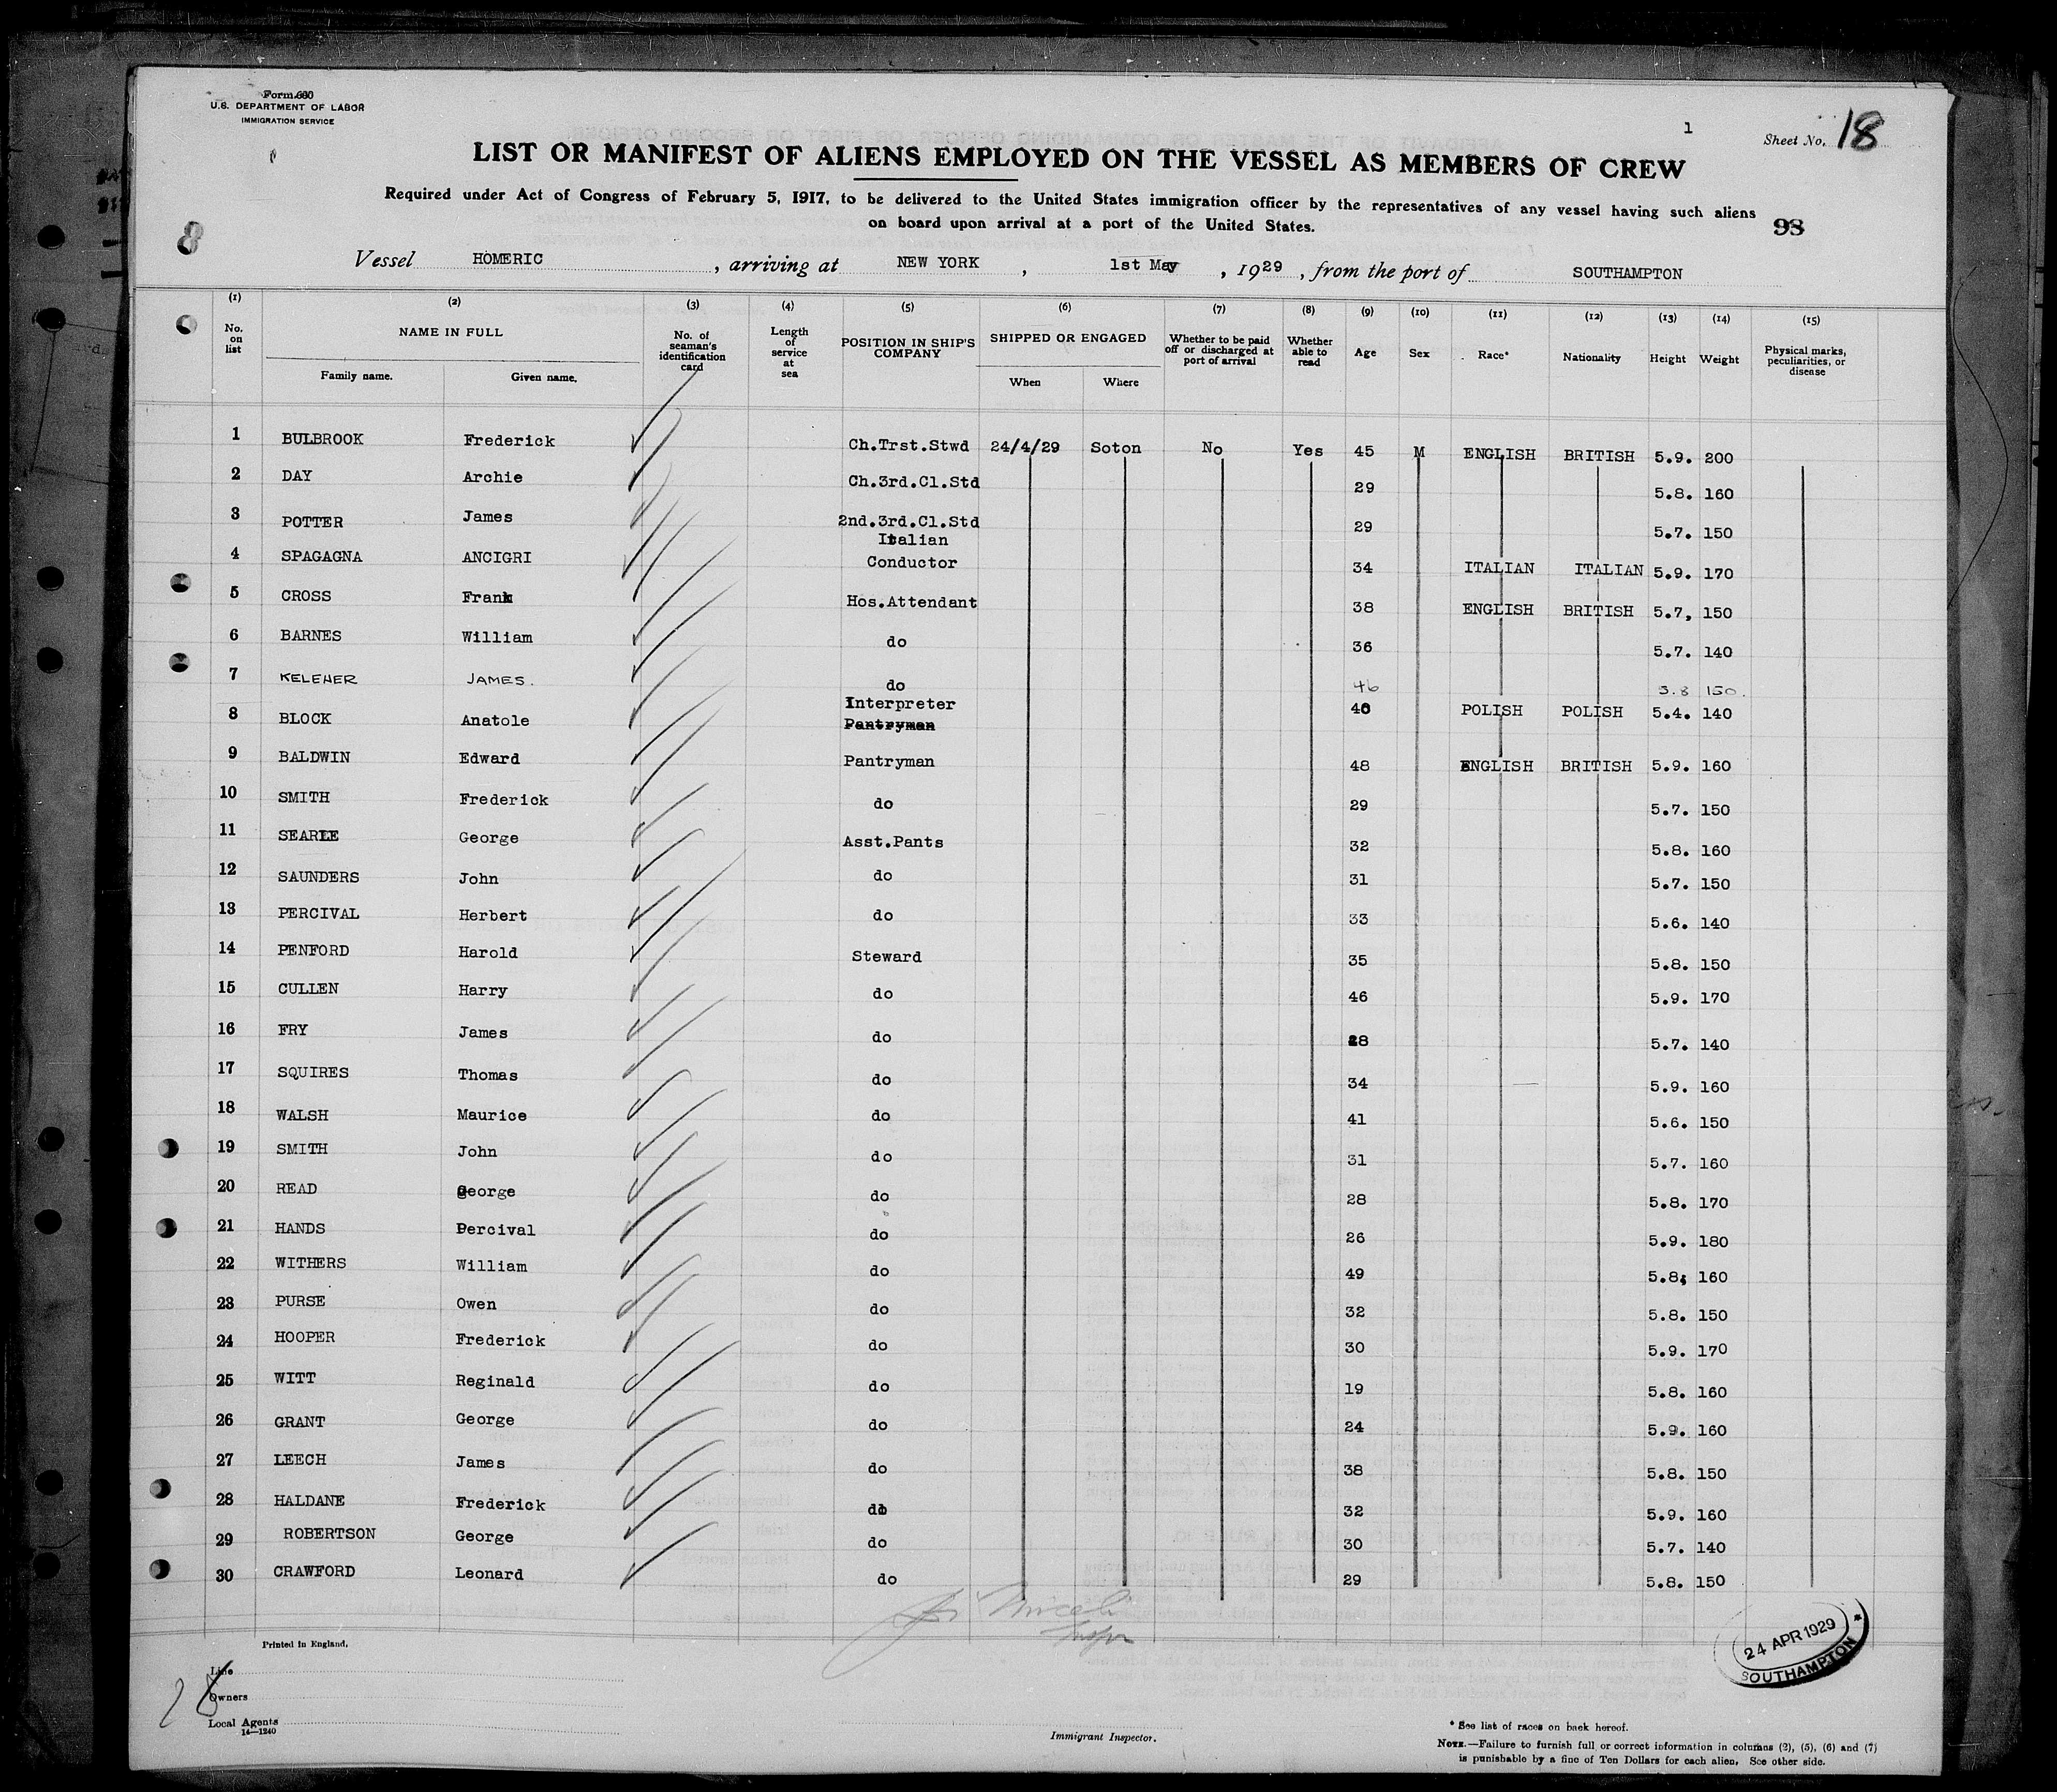 Form 680
U.S. DEPARTMENT OF LABOR
IMMIGRATION SERVICE
1
Sheet No. 18
LIST OR MANIFEST OF ALIENS EMPLOYED ON THE VESSEL AS MEMBERS OF CREW
Required under Act of Congress of February 5, 1917, to be delivered to the United States immigration officer by the representatives of any vessel having such aliens
on board upon arrival at a port of the United States.
98
8
Vessel HOMERIC, arriving at NEW YORK, 1st May, 1929, from the port of SOUTHAMPTON
(1) (2) (3) (4) (5) (6) (7) (8) (9) (10) (11) (12) (13) (14) (15)
No. on list NAME IN FULL Family name. Given name. No. of seaman's identification card Length of service at sea POSITION IN SHIP'S COMPANY SHIPPED OR ENGAGED When Where Whether to be paid off or discharged at port of arrival Whether able to read Age Sex Race* Nationality Height Weight Physical marks, peculiarities, or disease
1 BULBROOK Frederick Ch.Trst.Stwd 24/4/29 Soton No Yes 45 M ENGLISH BRITISH 5.9. 200
2 DAY Archie Ch.3rd.Cl.Std 29 5.8. 160
3 POTTER James 2nd.3rd.Cl.Std 29 5.7. 150
4 SPAGAGNA ANCIGRI Italian Conductor 34 ITALIAN ITALIAN 5.9. 170
5 CROSS Frank Hos.Attendant 38 ENGLISH BRITISH 5.7, 150
6 BARNES William do 36 5.7. 140
7 KELEHER JAMES. do 46 5.8 150.
8 BLOCK Anatole Interpreter Pantryman 40 POLISH POLISH 5.4. 140
9 BALDWIN Edward Pantryman 48 ENGLISH BRITISH 5.9. 160
10 SMITH Frederick do 29 5.7. 150
11 SEARLE George Asst.Pants 32 5.8. 160
12 SAUNDERS John do 31 5.7. 150
13 PERCIVAL Herbert do 33 5.6. 140
14 PENFORD Harold Steward 35 5.8. 150
15 CULLEN Harry do 46 5.9. 170
16 FRY James do 28 5.7. 140
17 SQUIRES Thomas do 34 5.9. 160
18 WALSH Maurice do 41 5.6. 150
19 SMITH John do 31 5.7. 160
20 READ George do 28 5.8. 170
21 HANDS Percival do 26 5.9. 180
22 WITHERS William do 49 5.8; 160
23 PURSE Owen do 32 5.8. 150
24 HOOPER Frederick do 30 5.9. 170
25 WITT Reginald do 19 5.8. 160
26 GRANT George do 24 5.9. 160
27 LEECH James do 38 5.8. 150
28 HALDANE Frederick do 32 5.9. 160
29 ROBERTSON George do 30 5.7. 140
30 CRAWFORD Leonard do 29 5.8. 150
Printed in England.
24 APR 1929
SOUTHAMPTON
Line
Owners
Local Agents
14—1240
Immigrant Inspector.
* See list of races on back hereof.
NOTE.—Failure to furnish full or correct information in columns (2), (5), (6) and (7)
is punishable by a fine of Ten Dollars for each alien. See other side.